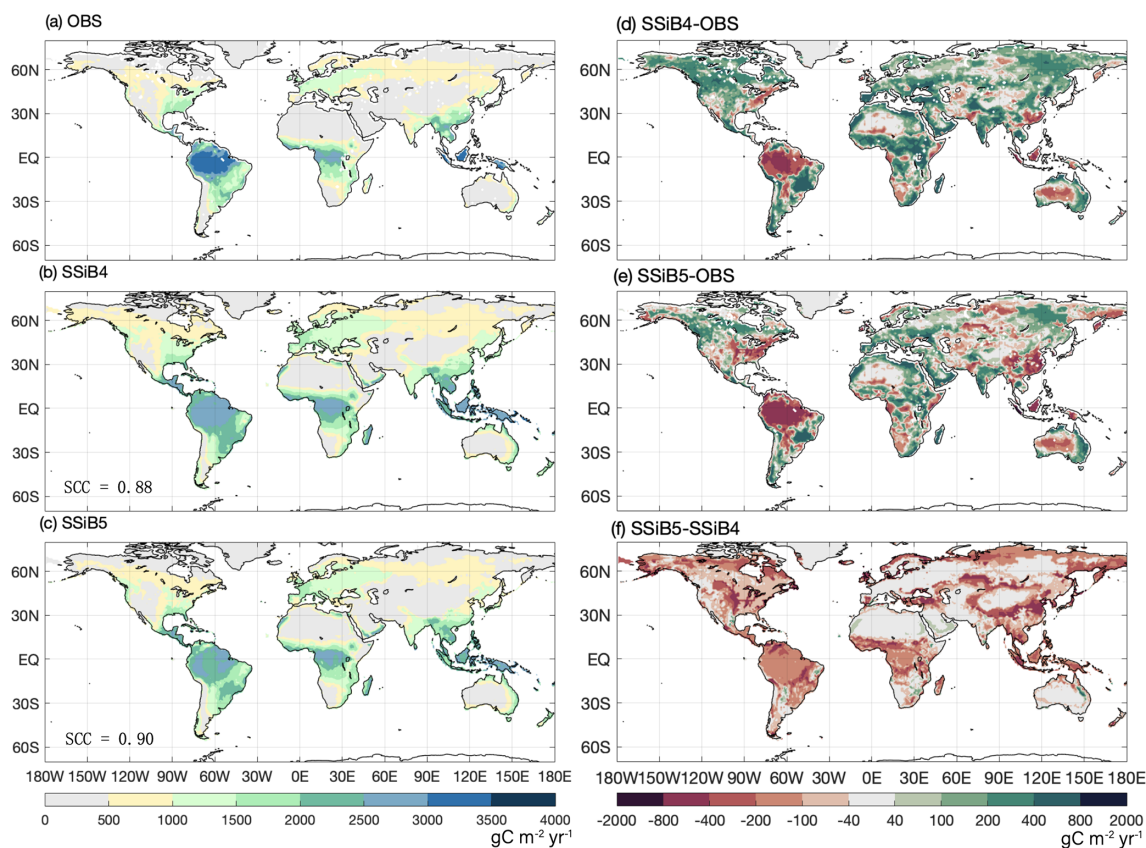 (a) OBS
60N
30N
EQ
30S
60S
(b) SSiB4
60N
30N
EQ
30S
60S
SCC = 0.88
(c) SSiB5
60N
30N
EQ
30S
60S
SCC = 0.90
180W 150W 120W 90W 60W 30W 0E 30E 60E 90E 120E 150E 180E
0 500 1000 1500 2000 2500 3000 3500 4000
gC m⁻² yr⁻¹
(d) SSiB4-OBS
60N
30N
EQ
30S
60S
(e) SSiB5-OBS
60N
30N
EQ
30S
60S
(f) SSiB5-SSiB4
60N
30N
EQ
30S
60S
180W 150W 120W 90W 60W 30W 0E 30E 60E 90E 120E 150E 180E
-2000 -800 -400 -200 -100 -40 40 100 200 400 800 2000
gC m⁻² yr⁻¹